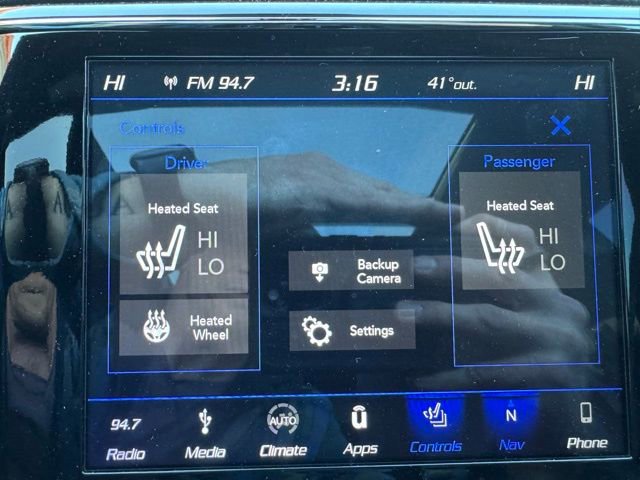 HI FM 94.7 3:16 41°out. HI
Controls
Driver
Passenger
Heated Seat
HI
LO
Heated Seat
HI
LO
Backup
Camera
Heated
Wheel
Settings
94.7 AUTO N
Radio Media Climate Apps Controls Nav Phone